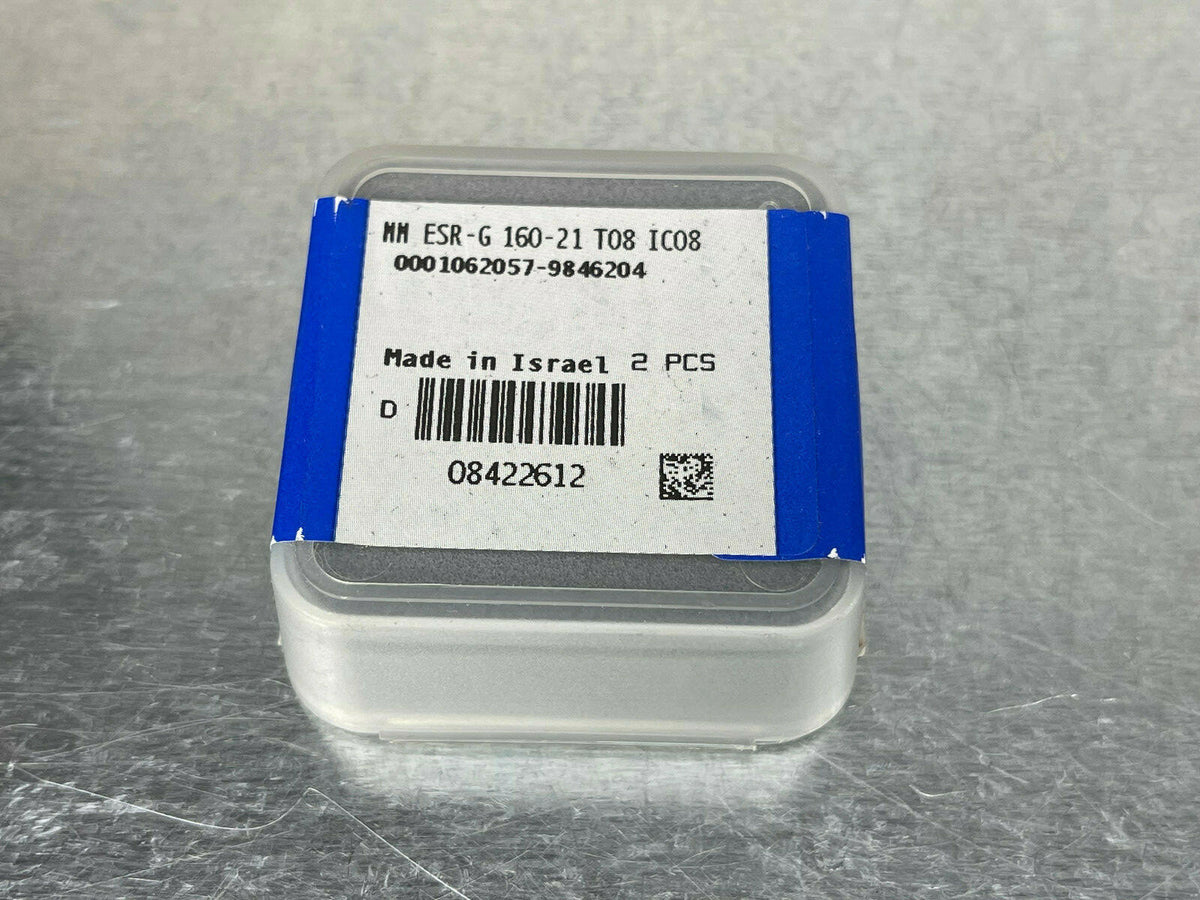 MM ESR-G 160-21 T08 IC08
0001062057-9846204
Made in Israel 2 PCS
D
08422612